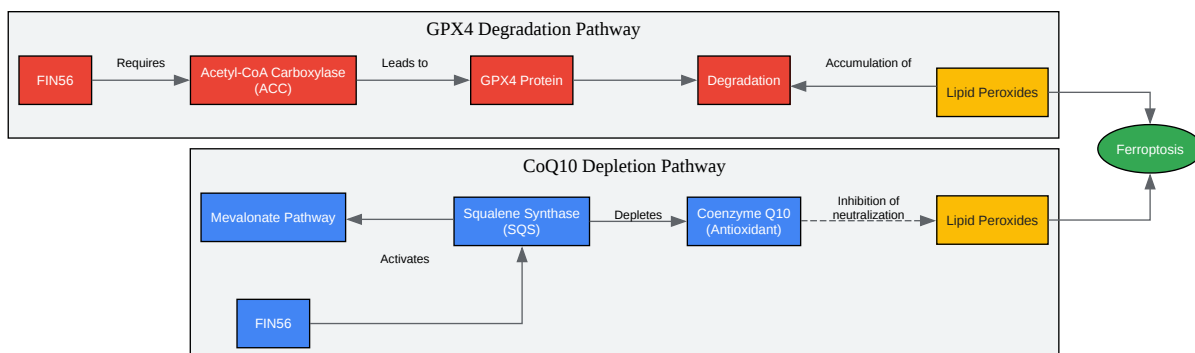 GPX4 Degradation Pathway
FIN56
Requires
Acetyl-CoA Carboxylase
(ACC)
Leads to
GPX4 Protein
Degradation
Accumulation of
Lipid Peroxides
Ferroptosis
CoQ10 Depletion Pathway
Mevalonate Pathway
Squalene Synthase
(SQS)
Depletes
Coenzyme Q10
(Antioxidant)
Inhibition of
neutralization
Lipid Peroxides
Activates
FIN56